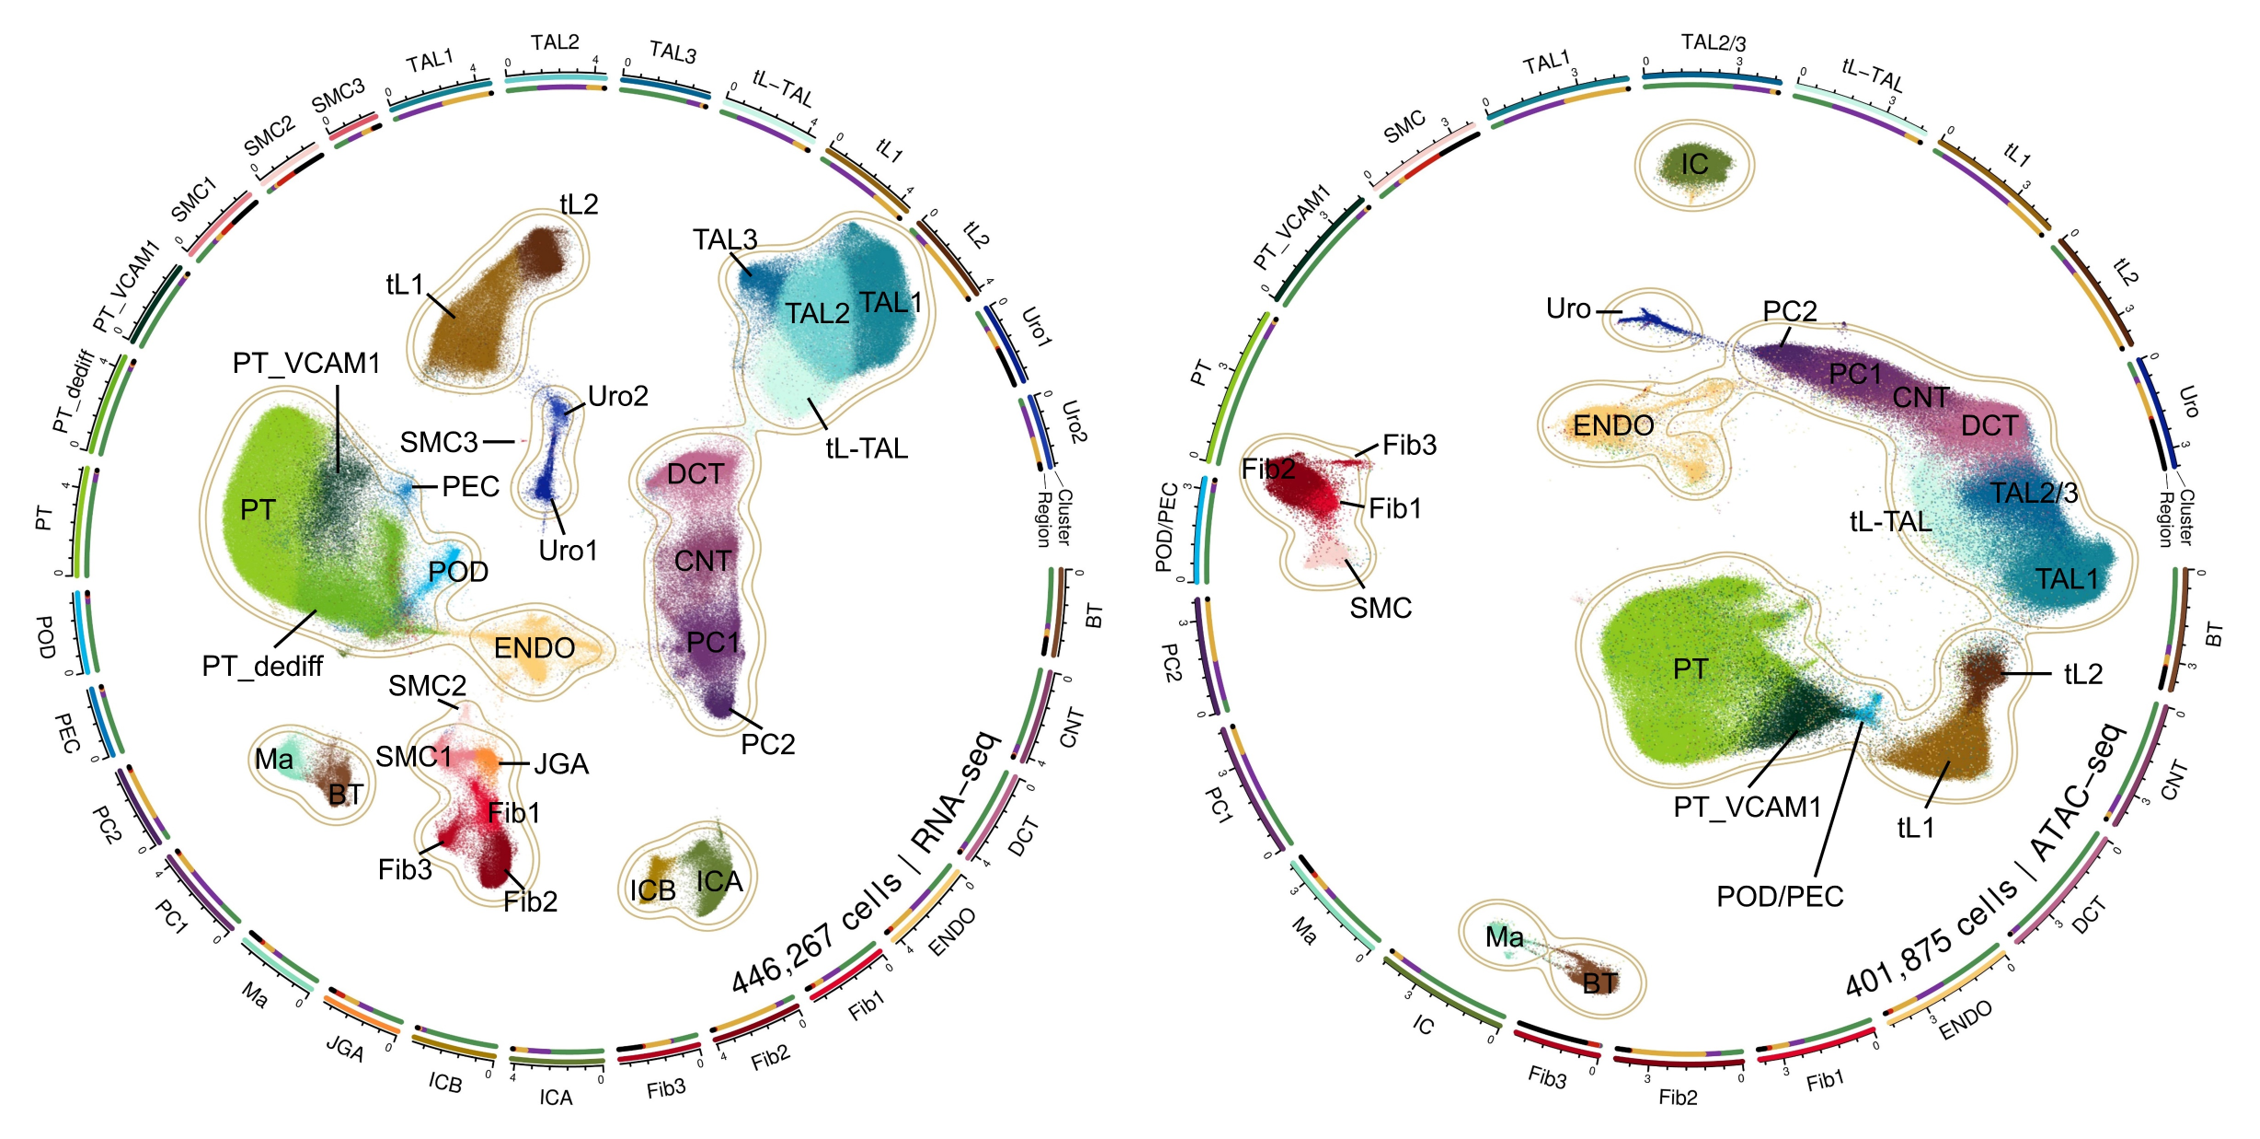 TAL1
TAL2
TAL3
tL-TAL
tL1
tL2
Uro1
Uro2
Cluster
Region
BT
CNT
DCT
ENDO
Fib1
Fib2
Fib3
ICA
ICB
JGA
Ma
PC1
PC2
PEC
POD
PT
PT_dediff
PT_VCAM1
SMC1
SMC2
SMC3
tL2
tL1
TAL3
TAL2
TAL1
tL-TAL
PT_VCAM1
Uro2
SMC3
PEC
Uro1
PT
POD
PT_dediff
ENDO
DCT
CNT
PC1
PC2
SMC2
SMC1
JGA
Ma
BT
Fib1
Fib3
Fib2
ICB
ICA
446,267 cells | RNA-seq
TAL1
TAL2/3
tL-TAL
tL1
tL2
Uro
Cluster
Region
BT
CNT
DCT
ENDO
Fib1
Fib2
Fib3
IC
Ma
PC1
PC2
POD/PEC
PT
PT_VCAM1
SMC
IC
Uro
PC2
PC1
CNT
DCT
ENDO
TAL2/3
tL-TAL
TAL1
Fib3
Fib2
Fib1
SMC
PT
tL2
PT_VCAM1
tL1
POD/PEC
Ma
BT
401,875 cells | ATAC-seq